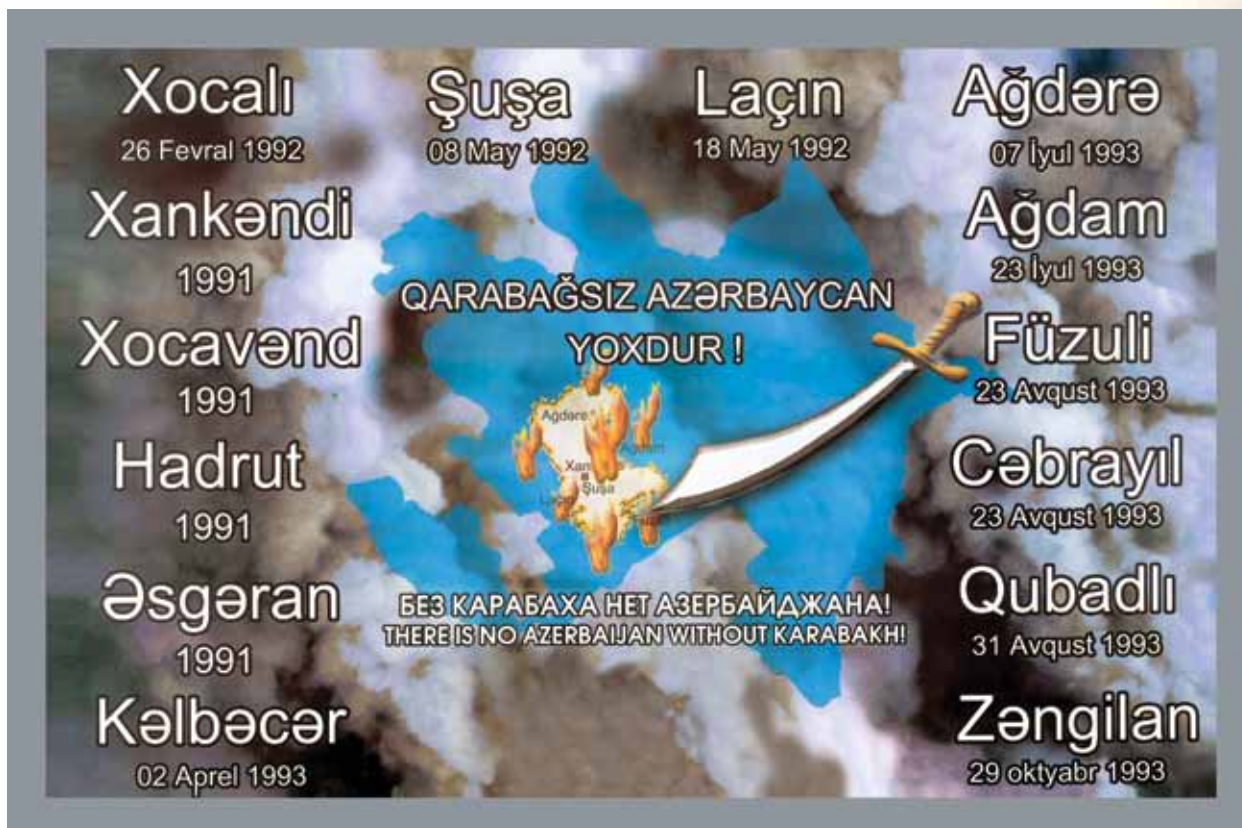 Xocalı
26 Fevral 1992
Şuşa
08 May 1992
Laçın
18 May 1992
Ağdərə
07 İyul 1993
Xankəndi
1991
Ağdam
23 İyul 1993
QARABAĞSIZ AZƏRBAYCAN
YOXDUR !
Xocavənd
1991
Füzuli
23 Avqust 1993
Ağdərə
Şuşa
Hadrut
1991
Cəbrayıl
23 Avqust 1993
Əsgəran
1991
БЕЗ КАРАБАХА НЕТ АЗЕРБАЙДЖАНА!
THERE IS NO AZERBAIJAN WITHOUT KARABAKH!
Qubadlı
31 Avqust 1993
Kəlbəcər
02 Aprel 1993
Zəngilan
29 oktyabr 1993